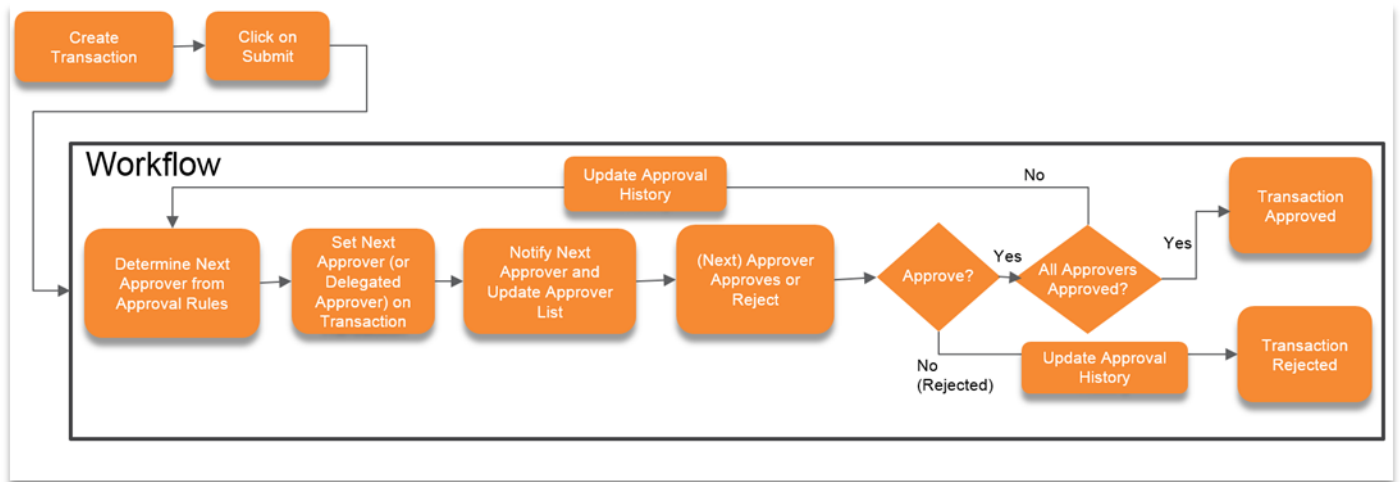 Create
Transaction
Click on
Submit
Workflow
Update Approval
History
No
Transaction
Approved
Determine Next
Approver from
Approval Rules
Set Next
Approver (or
Delegated
Approver) on
Transaction
Notify Next
Approver and
Update Approver
List
(Next) Approver
Approves or
Reject
Approve?
Yes
All Approvers
Approved?
Yes
No
(Rejected)
Update Approval
History
Transaction
Rejected